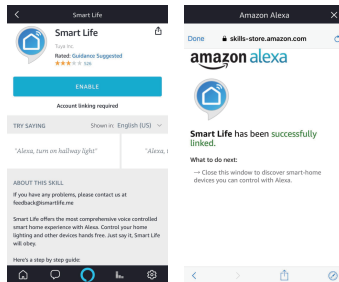 Smart Life
Smart Life
Tuya Inc
Rated: Guidance Suggested
526
ENABLE
Account linking required
TRY SAYING
Shown in: English (US)
"Alexa, turn on hallway light"
"Alexa, t
ABOUT THIS SKILL
If you have any problems, please contact us at
feedback@ismartlife.me
Smart Life offers the most comprehensive voice controlled
smart home experience with Alexa. Control your home
lighting and other devices hands free. Just say it, Smart Life
will obey.
Here's a step by step guide:
Amazon Alexa
Done
skills-store.amazon.com
amazon alexa
Smart Life has been successfully
linked.
What to do next:
→ Close this window to discover smart-home
devices you can control with Alexa.